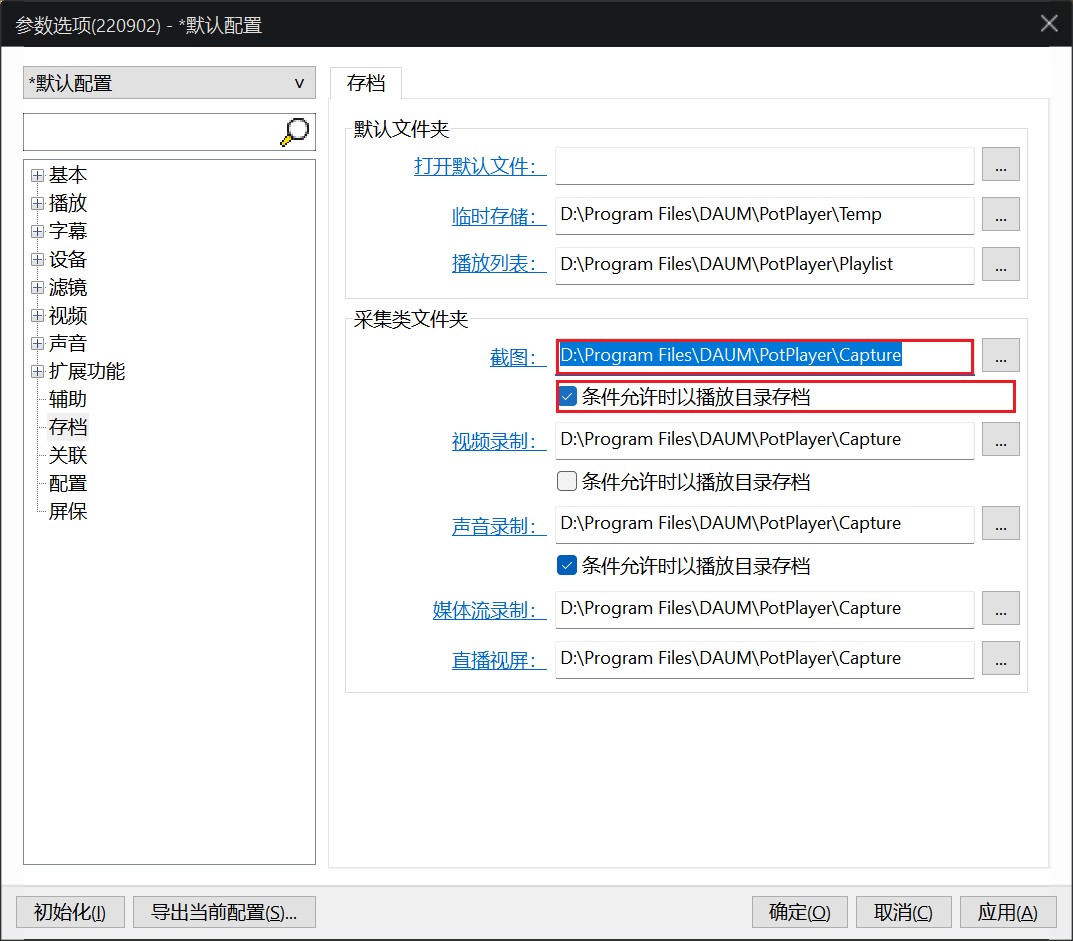 参数选项(220902) - *默认配置
*默认配置
基本
播放
字幕
设备
滤镜
视频
声音
扩展功能
辅助
存档
关联
配置
屏保
存档
默认文件夹
打开默认文件: ...
临时存储: D:\Program Files\DAUM\PotPlayer\Temp ...
播放列表: D:\Program Files\DAUM\PotPlayer\Playlist ...
采集类文件夹
截图: D:\Program Files\DAUM\PotPlayer\Capture ...
条件允许时以播放目录存档
视频录制: D:\Program Files\DAUM\PotPlayer\Capture ...
条件允许时以播放目录存档
声音录制: D:\Program Files\DAUM\PotPlayer\Capture ...
条件允许时以播放目录存档
媒体流录制: D:\Program Files\DAUM\PotPlayer\Capture ...
直播视屏: D:\Program Files\DAUM\PotPlayer\Capture ...
初始化(I) 导出当前配置(S)... 确定(O) 取消(C) 应用(A)